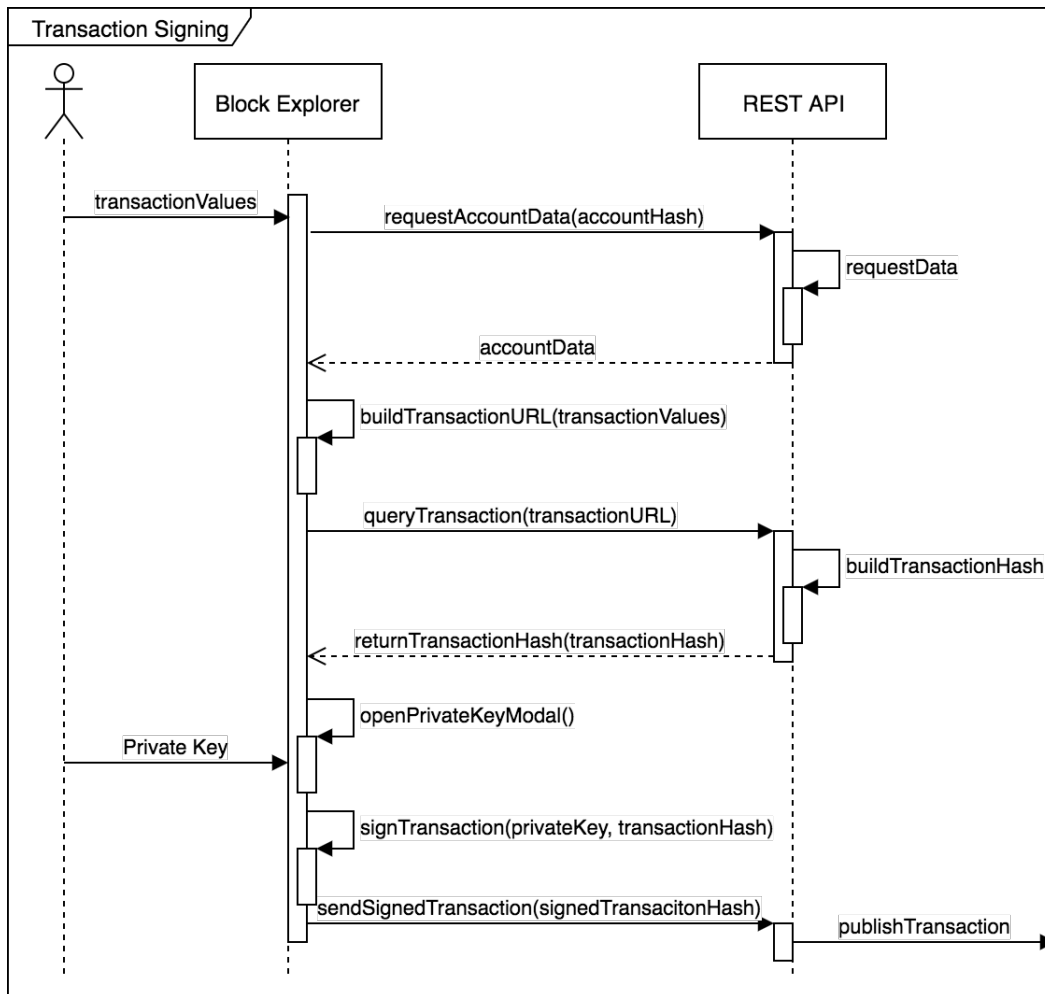 Transaction Signing
Block Explorer
REST API
transactionValues
requestAccountData(accountHash)
requestData
accountData
buildTransactionURL(transactionValues)
queryTransaction(transactionURL)
buildTransactionHash
returnTransactionHash(transactionHash)
openPrivateKeyModal()
Private Key
signTransaction(privateKey, transactionHash)
sendSignedTransaction(signedTransacitonHash)
publishTransaction